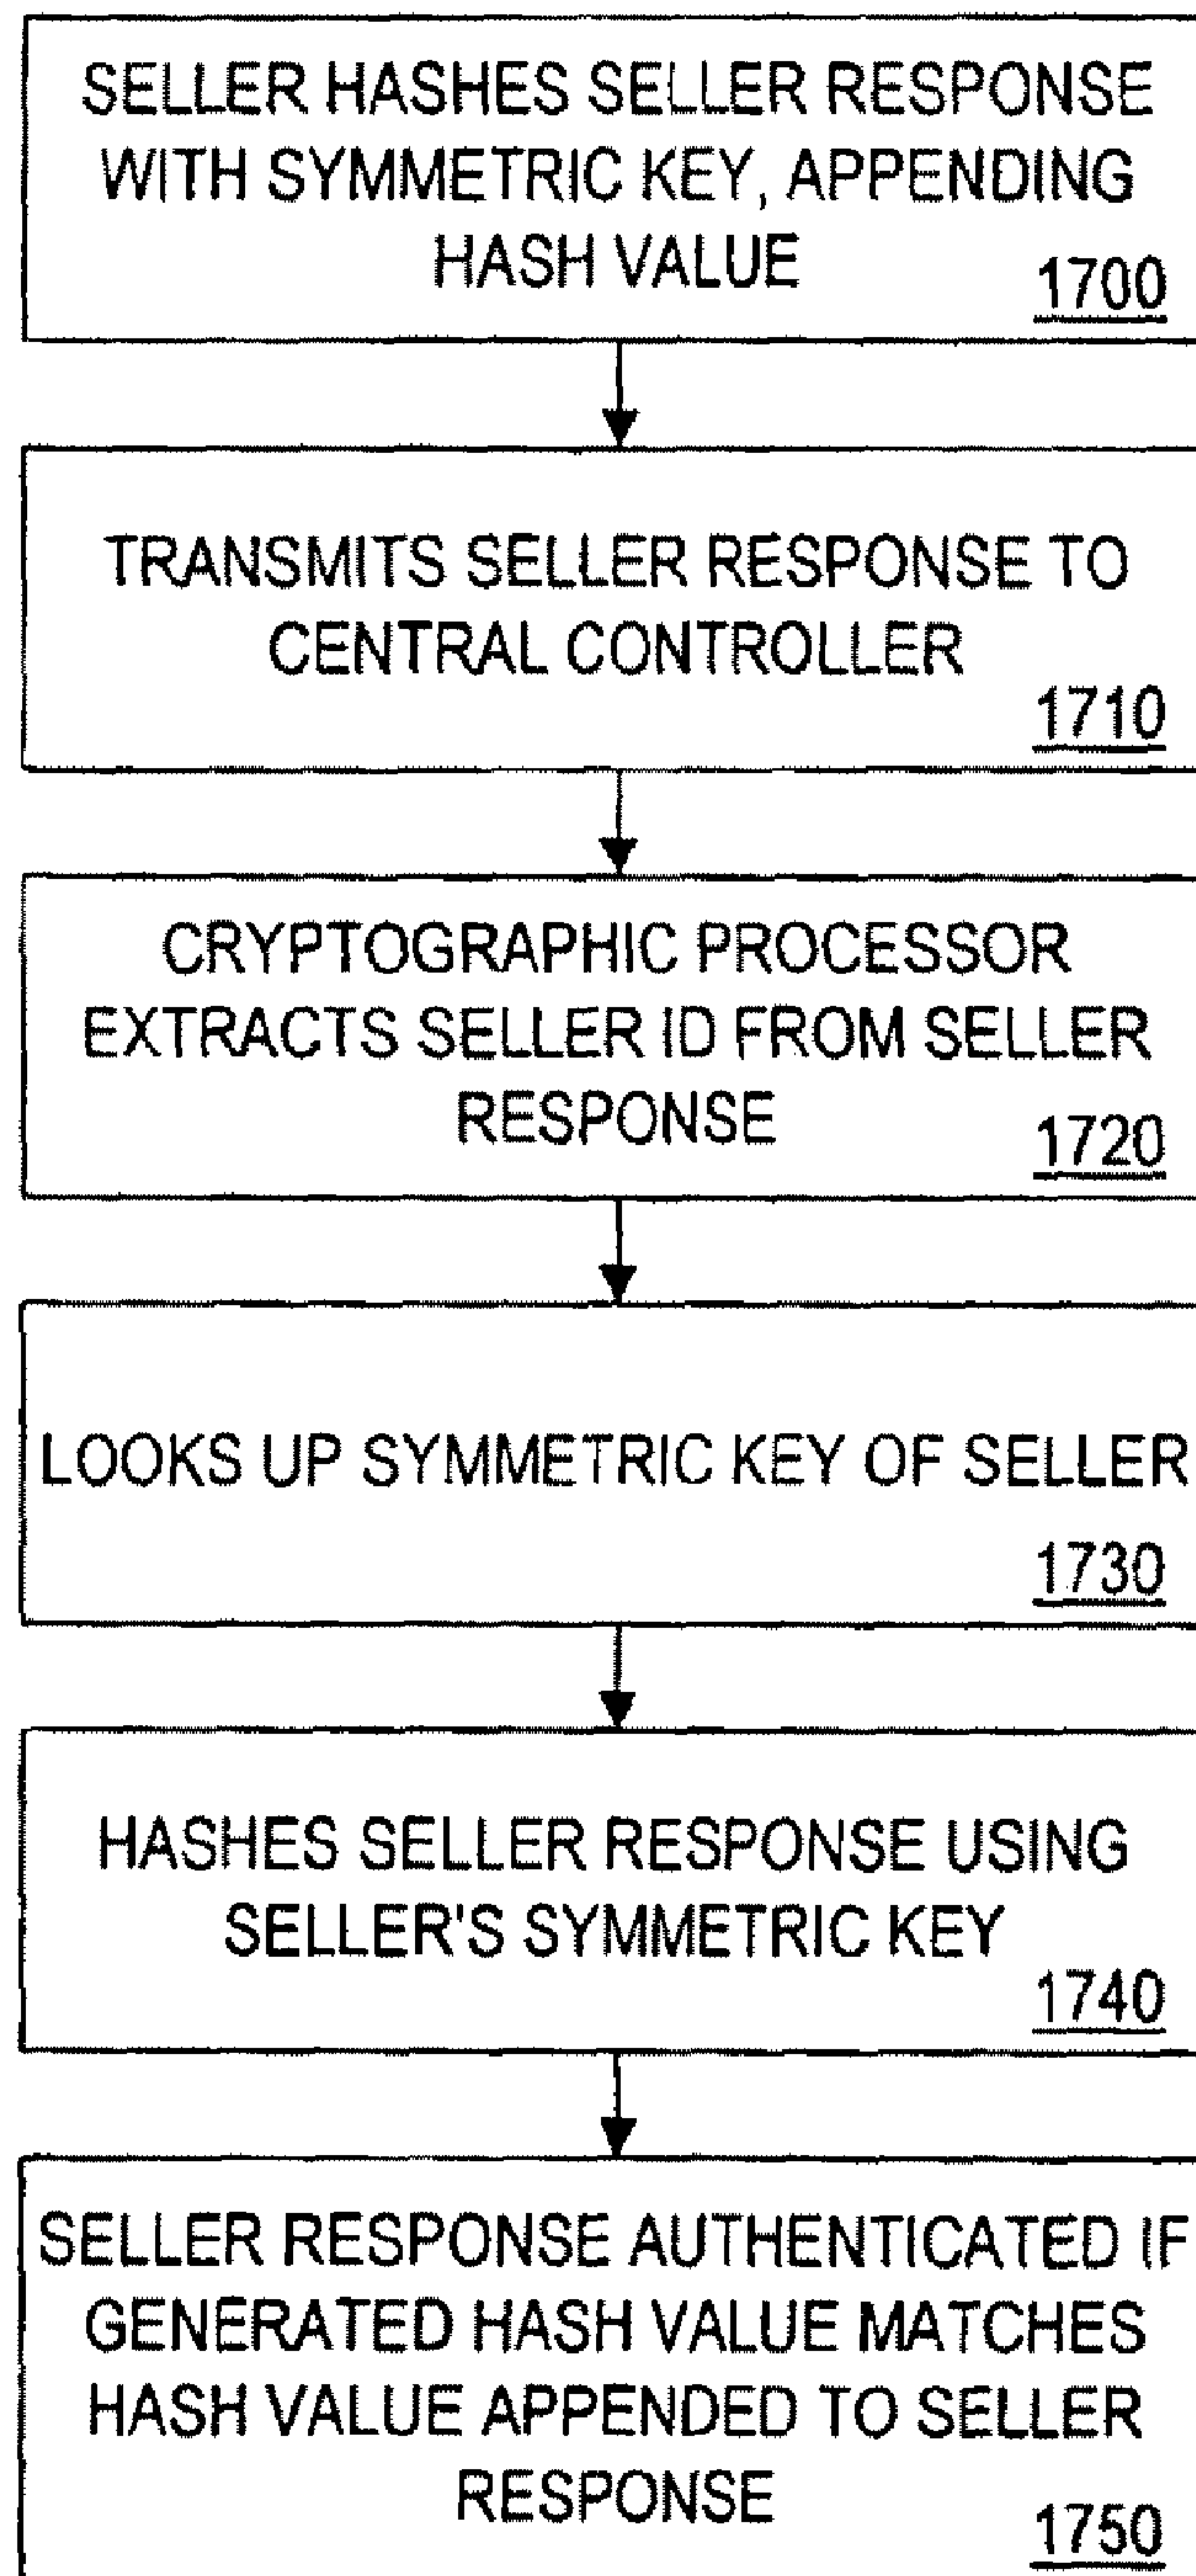 SELLER HASHES SELLER RESPONSE
WITH SYMMETRIC KEY, APPENDING
HASH VALUE
1700
TRANSMITS SELLER RESPONSE TO
CENTRAL CONTROLLER
1710
CRYPTOGRAPHIC PROCESSOR
EXTRACTS SELLER ID FROM SELLER
RESPONSE
1720
LOOKS UP SYMMETRIC KEY OF SELLER
1730
HASHES SELLER RESPONSE USING
SELLER'S SYMMETRIC KEY
1740
SELLER RESPONSE AUTHENTICATED IF
GENERATED HASH VALUE MATCHES
HASH VALUE APPENDED TO SELLER
RESPONSE
1750